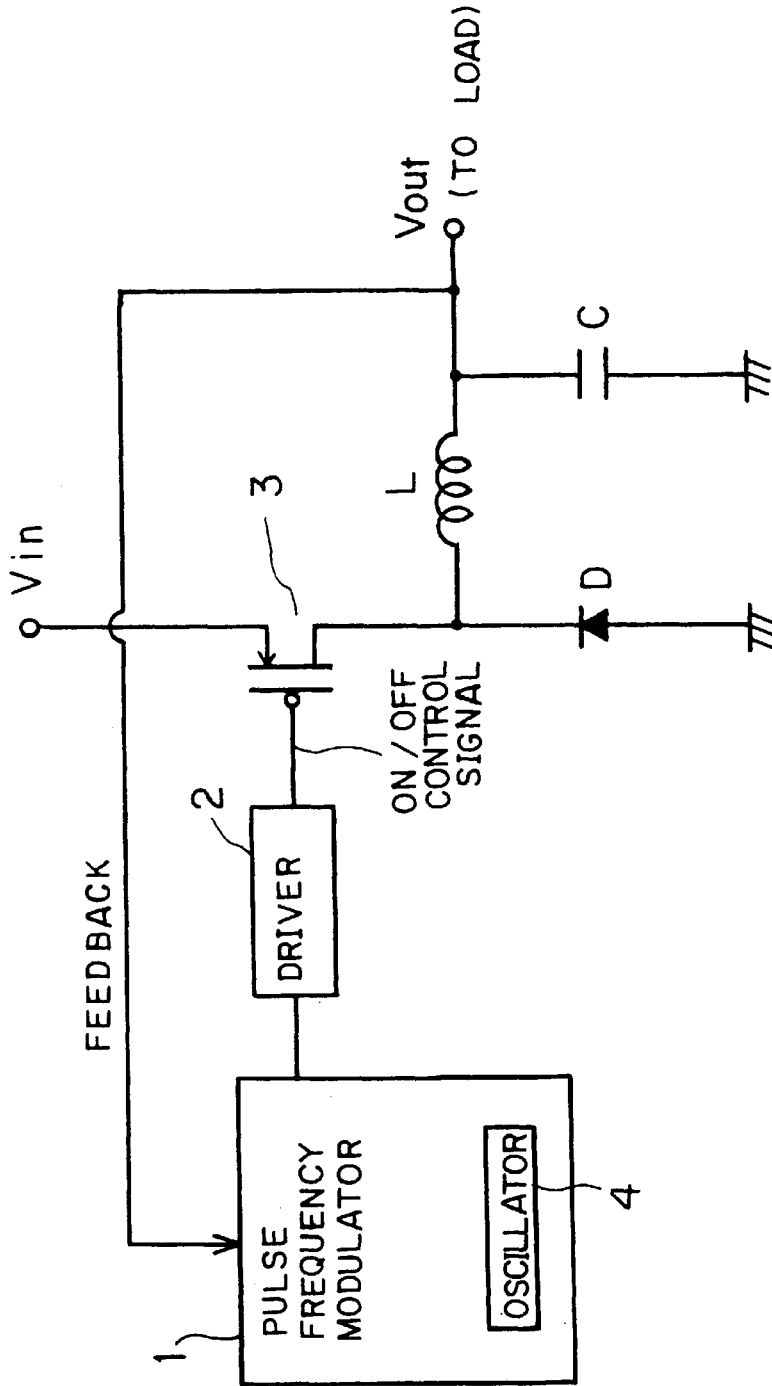 Vin
FEEDBACK
Vout
(TO LOAD)
3
L
C
D
2
DRIVER
ON/OFF
CONTROL
SIGNAL
1
PULSE
FREQUENCY
MODULATOR
OSCILLATOR
4